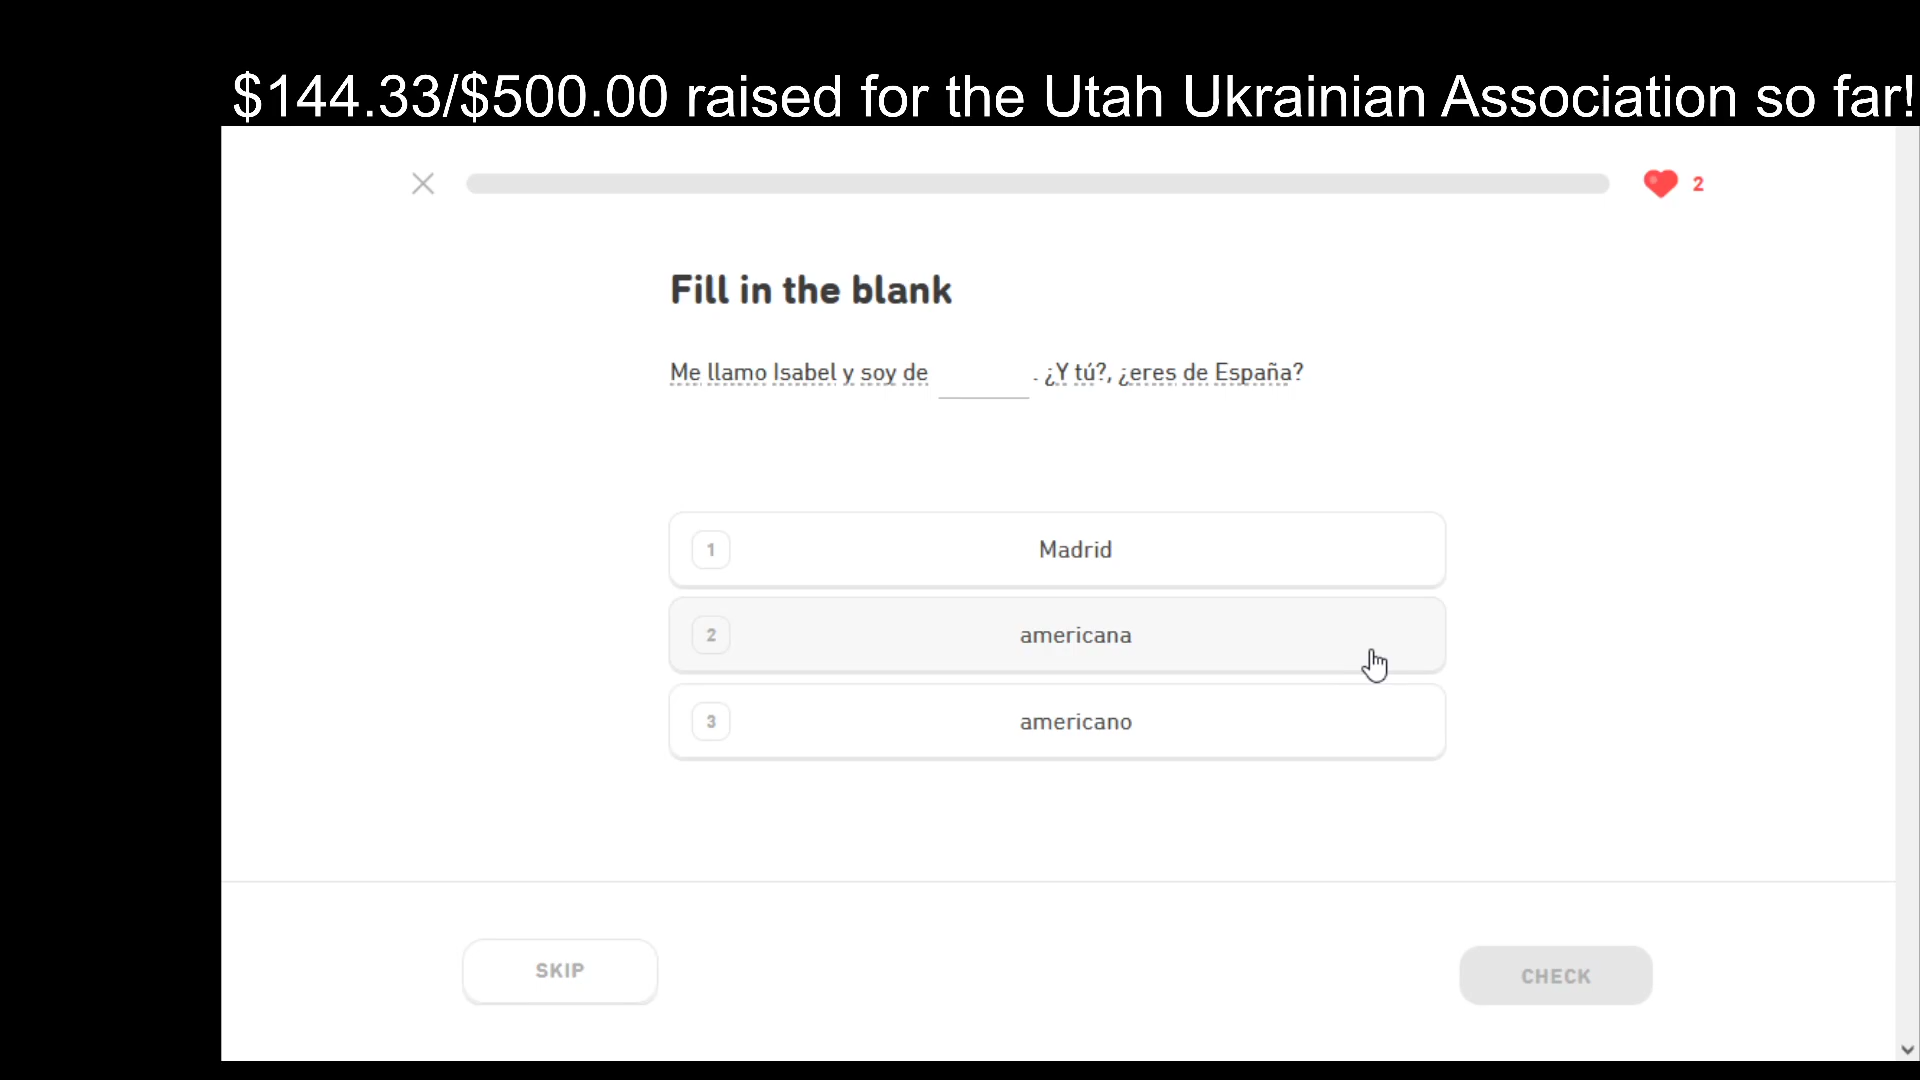 $144.33/$500.00 raised for the Utah Ukrainian Association so far!
2
Fill in the blank
Me llamo Isabel y soy de ______ . ¿Y tú?, ¿eres de España?
1 Madrid
2 americana
3 americano
SKIP
CHECK